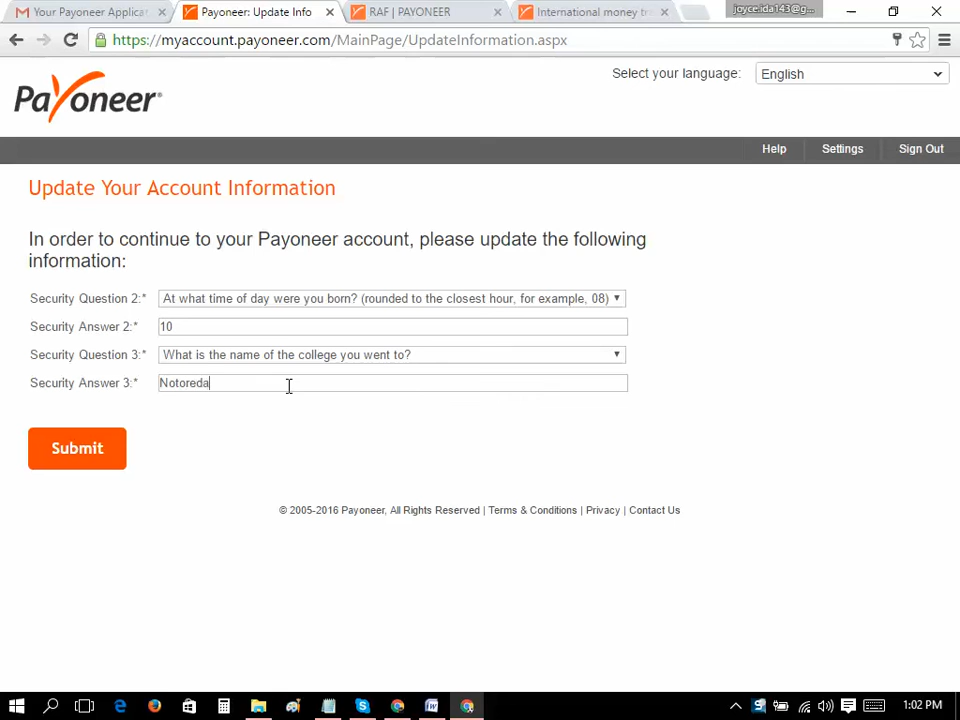 Your Payoneer Applica
Payoneer: Update Info
RAF | PAYONEER
International money tra
joyce.ida143@g...
https://myaccount.payoneer.com/MainPage/UpdateInformation.aspx
Select your language:
English
Payoneer
Help
Settings
Sign Out
Update Your Account Information
In order to continue to your Payoneer account, please update the following
information:
Security Question 2:* At what time of day were you born? (rounded to the closest hour, for example, 08)
Security Answer 2:* 10
Security Question 3:* What is the name of the college you went to?
Security Answer 3:* Notoreda
Submit
© 2005-2016 Payoneer, All Rights Reserved | Terms & Conditions | Privacy | Contact Us
1:02 PM